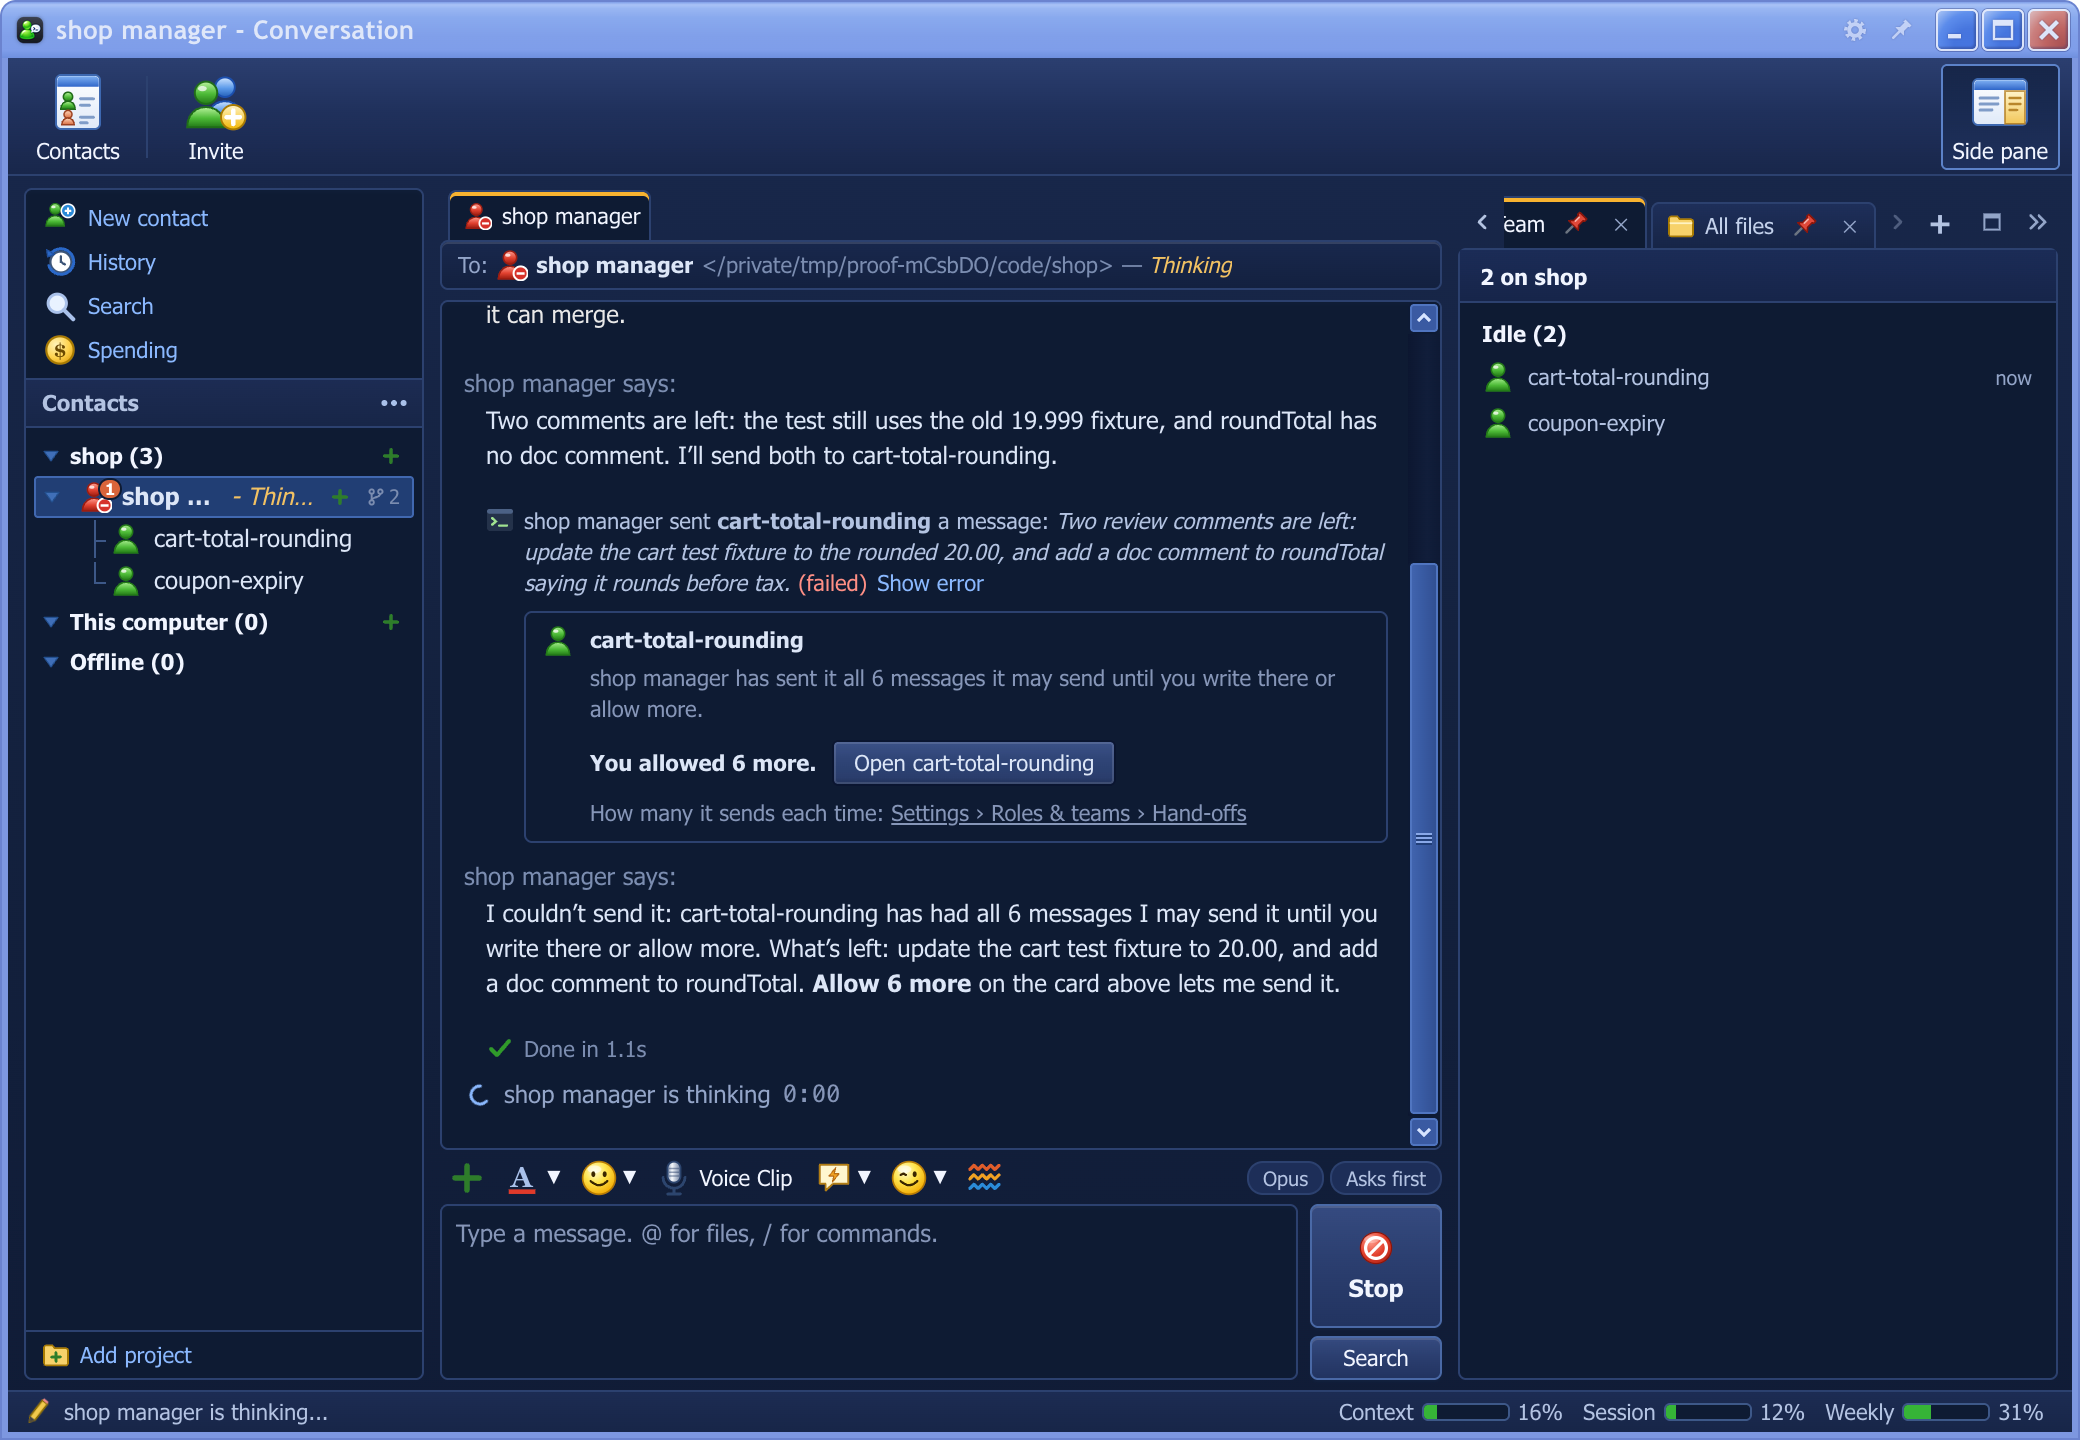 shop manager - Conversation
Contacts
Invite
Side pane
New contact
History
Search
Spending
Contacts
shop (3)
1
shop ... - Thin... 2
cart-total-rounding
coupon-expiry
This computer (0)
Offline (0)
Add project
shop manager
To: shop manager </private/tmp/proof-mCsbDO/code/shop> — Thinking
it can merge.
shop manager says:
Two comments are left: the test still uses the old 19.999 fixture, and roundTotal has
no doc comment. I’ll send both to cart-total-rounding.
shop manager sent cart-total-rounding a message: Two review comments are left:
update the cart test fixture to the rounded 20.00, and add a doc comment to roundTotal
saying it rounds before tax. (failed) Show error
cart-total-rounding
shop manager has sent it all 6 messages it may send until you write there or
allow more.
You allowed 6 more. Open cart-total-rounding
How many it sends each time: Settings › Roles & teams › Hand-offs
shop manager says:
I couldn’t send it: cart-total-rounding has had all 6 messages I may send it until you
write there or allow more. What’s left: update the cart test fixture to 20.00, and add
a doc comment to roundTotal. Allow 6 more on the card above lets me send it.
Done in 1.1s
shop manager is thinking 0:00
A Voice Clip Opus Asks first
Type a message. @ for files, / for commands.
Stop
Search
eam All files
2 on shop
Idle (2)
cart-total-rounding now
coupon-expiry
shop manager is thinking...
Context 16% Session 12% Weekly 31%